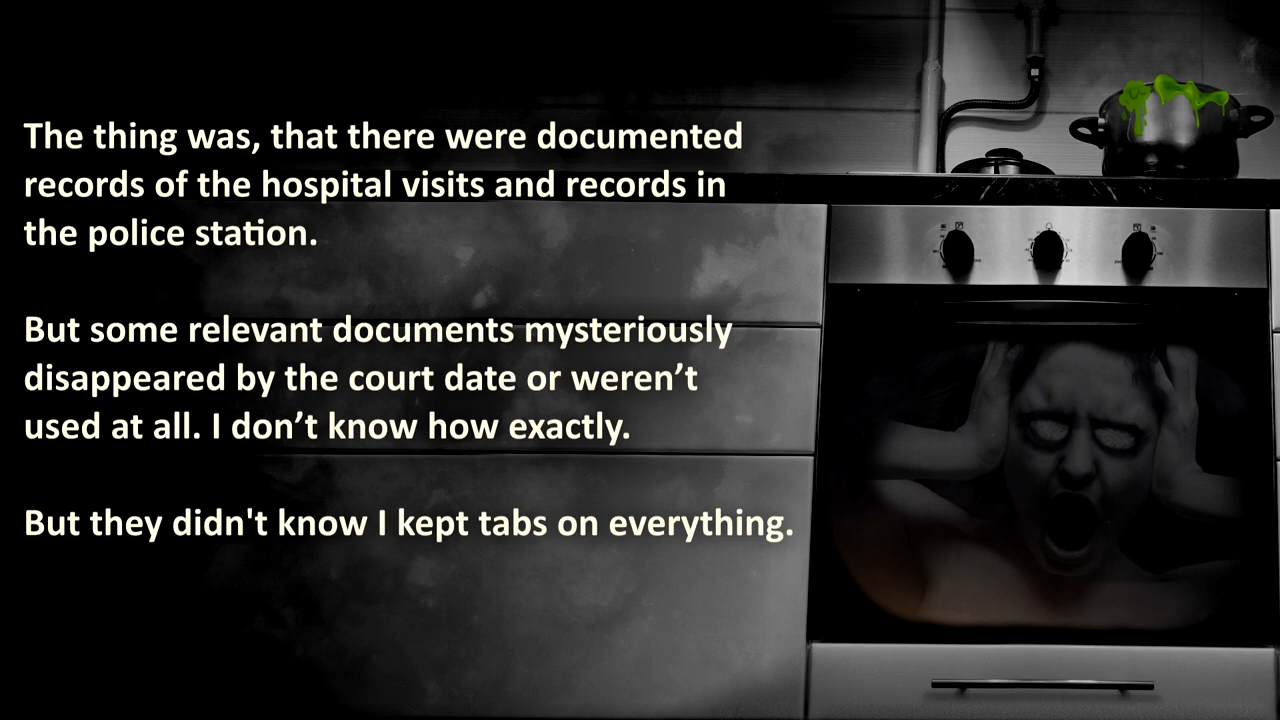 The thing was, that there were documented
records of the hospital visits and records in
the police station.
But some relevant documents mysteriously
disappeared by the court date or weren’t
used at all. I don’t know how exactly.
But they didn't know I kept tabs on everything.